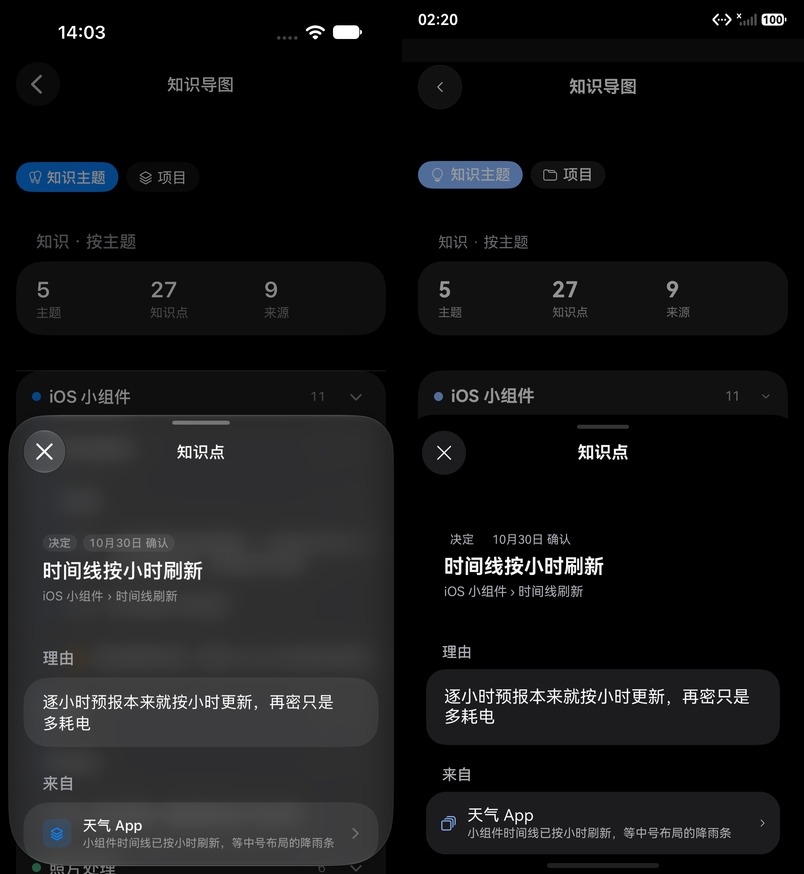 14:03
知识导图
知识主题
项目
知识 · 按主题
5
27
9
主题
知识点
来源
iOS 小组件
11
知识点
决定
10月30日 确认
时间线按小时刷新
iOS 小组件 › 时间线刷新
理由
逐小时预报本来就按小时更新，再密只是
多耗电
来自
天气 App
小组件时间线已按小时刷新，等中号布局的降雨条
照片处理
6
02:20
100
知识导图
知识主题
项目
知识 · 按主题
5
27
9
主题
知识点
来源
iOS 小组件
11
知识点
决定
10月30日 确认
时间线按小时刷新
iOS 小组件 › 时间线刷新
理由
逐小时预报本来就按小时更新，再密只是
多耗电
来自
天气 App
小组件时间线已按小时刷新，等中号布局的降雨条